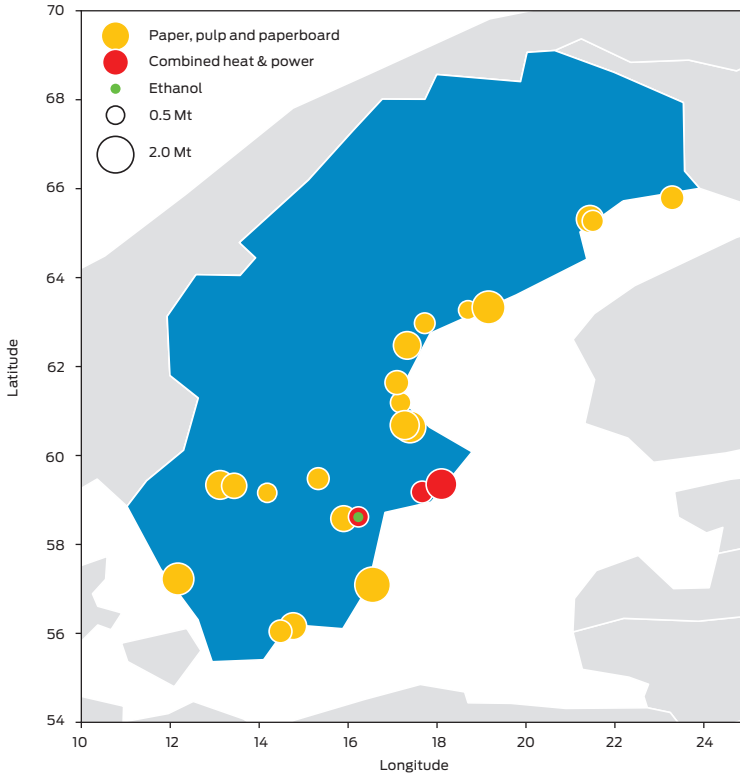 70
68
66
64
62
60
58
56
54
Latitude
Paper, pulp and paperboard
Combined heat & power
Ethanol
0.5 Mt
2.0 Mt
10 12 14 16 18 20 22 24
Longitude